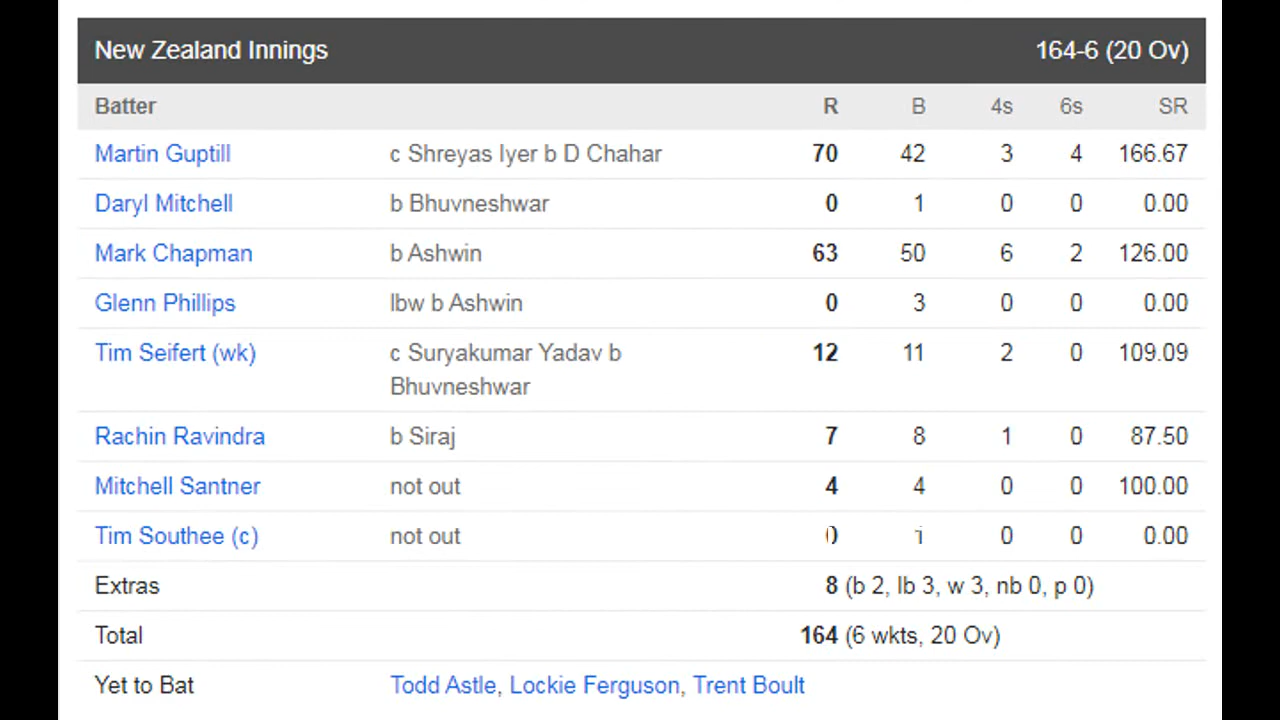 New Zealand Innings 164-6 (20 Ov)
Batter R B 4s 6s SR
Martin Guptill c Shreyas Iyer b D Chahar 70 42 3 4 166.67
Daryl Mitchell b Bhuvneshwar 0 1 0 0 0.00
Mark Chapman b Ashwin 63 50 6 2 126.00
Glenn Phillips lbw b Ashwin 0 3 0 0 0.00
Tim Seifert (wk) c Suryakumar Yadav b 12 11 2 0 109.09
Bhuvneshwar
Rachin Ravindra b Siraj 7 8 1 0 87.50
Mitchell Santner not out 4 4 0 0 100.00
Tim Southee (c) not out 0 1 0 0 0.00
Extras 8 (b 2, lb 3, w 3, nb 0, p 0)
Total 164 (6 wkts, 20 Ov)
Yet to Bat Todd Astle, Lockie Ferguson, Trent Boult